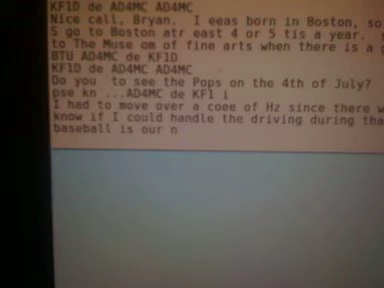 KF1D de AD4MC AD4MC
Nice call, Bryan. I eeas born in Boston, so
S go to Boston atr east 4 or 5 tis a year.
to The Muse om of fine arts when there is a
BTU AD4MC de KF1D
KF1D de AD4MC AD4MC
Do you to see the Pops on the 4th of July?
pse kn ...AD4MC de KF1 i
I had to move over a coee of Hz since there w
know if I could handle the driving during tha
baseball is our n